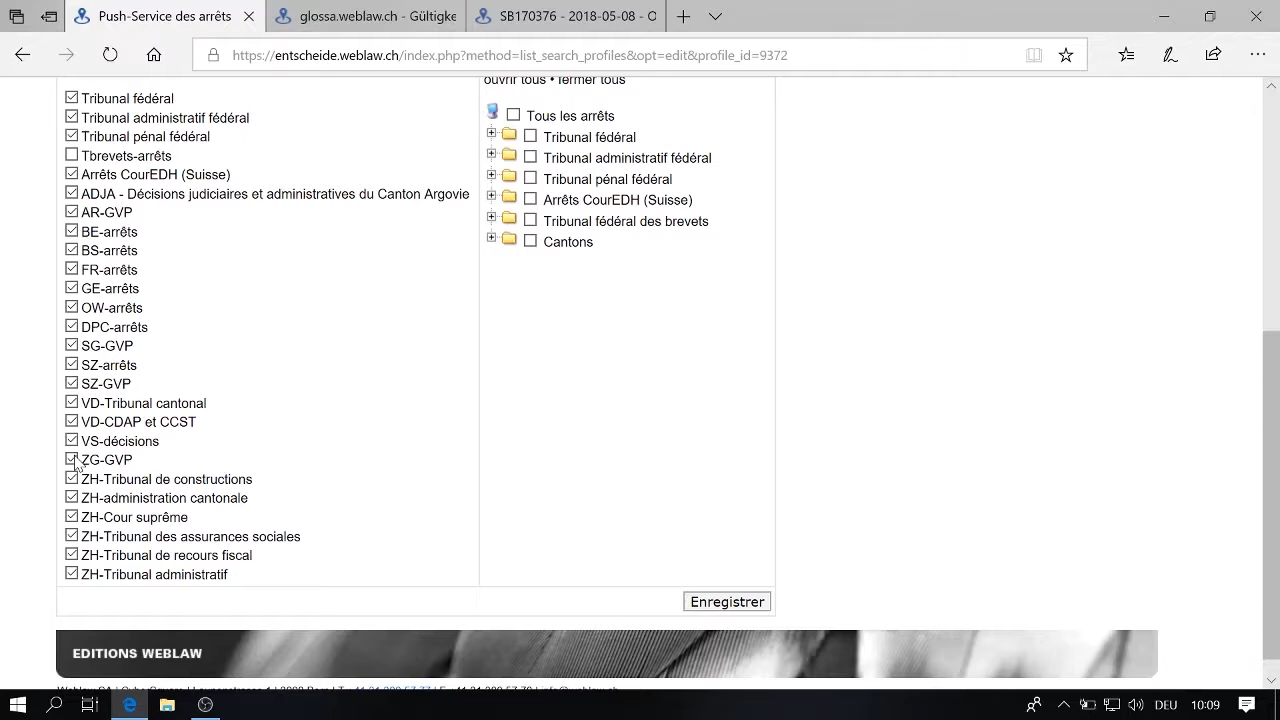 Push-Service des arrêts
glossa.weblaw.ch - Gültigke
SB170376 - 2018-05-08 - O
https://entscheide.weblaw.ch/index.php?method=list_search_profiles&opt=edit&profile_id=9372
ouvrir tous • fermer tous
Tribunal fédéral
Tribunal administratif fédéral
Tribunal pénal fédéral
Tbrevets-arrêts
Arrêts CourEDH (Suisse)
ADJA - Décisions judiciaires et administratives du Canton Argovie
AR-GVP
BE-arrêts
BS-arrêts
FR-arrêts
GE-arrêts
OW-arrêts
DPC-arrêts
SG-GVP
SZ-arrêts
SZ-GVP
VD-Tribunal cantonal
VD-CDAP et CCST
VS-décisions
ZG-GVP
ZH-Tribunal de constructions
ZH-administration cantonale
ZH-Cour suprême
ZH-Tribunal des assurances sociales
ZH-Tribunal de recours fiscal
ZH-Tribunal administratif
Tous les arrêts
Tribunal fédéral
Tribunal administratif fédéral
Tribunal pénal fédéral
Arrêts CourEDH (Suisse)
Tribunal fédéral des brevets
Cantons
Enregistrer
EDITIONS WEBLAW
DEU
10:09